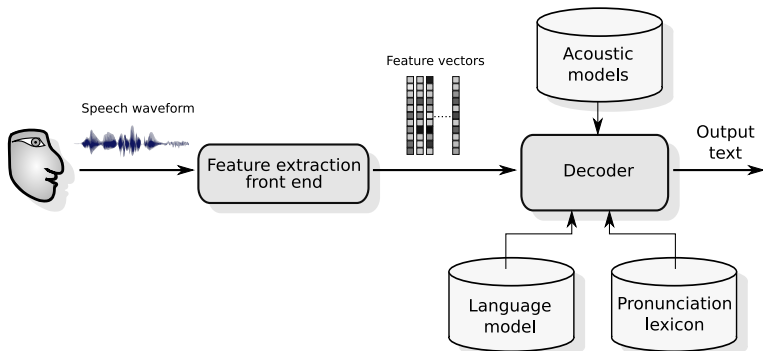 Speech waveform
Feature extraction
front end
Feature vectors
Acoustic
models
Decoder
Output
text
Language
model
Pronunciation
lexicon